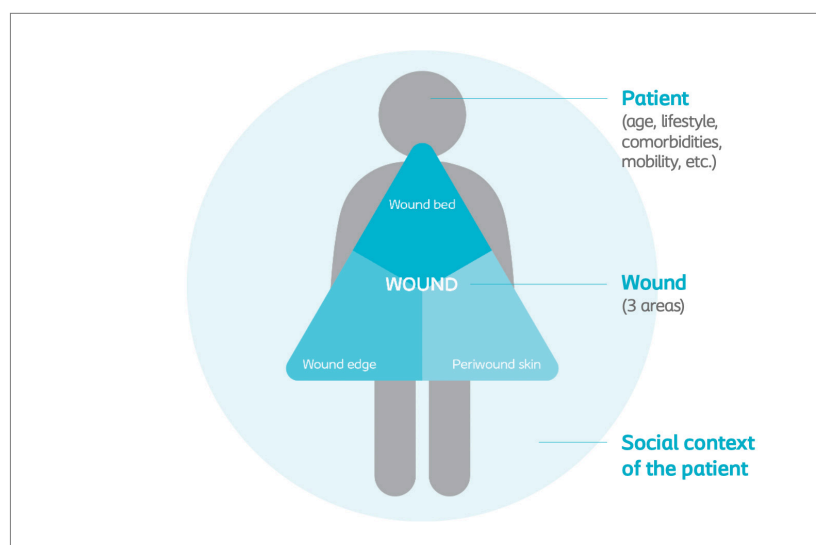 Patient
(age, lifestyle,
comorbidities,
mobility, etc.)
Wound bed
WOUND
Wound
(3 areas)
Wound edge
Periwound skin
Social context
of the patient